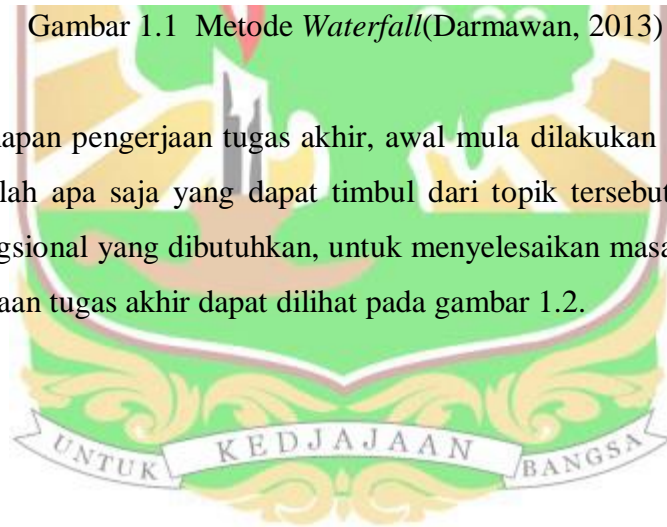 Gambar 1.1 Metode Waterfall(Darmawan, 2013)
apan pengerjaan tugas akhir, awal mula dilakukan
lah apa saja yang dapat timbul dari topik tersebut
gsional yang dibutuhkan, untuk menyelesaikan masa
aan tugas akhir dapat dilihat pada gambar 1.2.
UNTUK KEDJAJAAN BANGSA